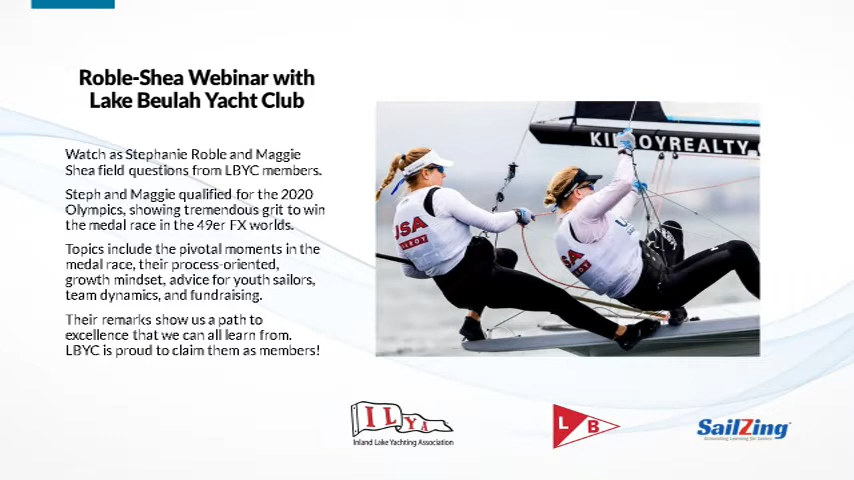 Roble-Shea Webinar with
Lake Beulah Yacht Club
Watch as Stephanie Roble and Maggie
Shea field questions from LBYC members.
Steph and Maggie qualified for the 2020
Olympics, showing tremendous grit to win
the medal race in the 49er FX worlds.
Topics include the pivotal moments in the
medal race, their process-oriented,
growth mindset, advice for youth sailors,
team dynamics, and fundraising.
Their remarks show us a path to
excellence that we can all learn from.
LBYC is proud to claim them as members!
OYREALTY.C
USA
USA
ILYA
Inland Lake Yachting Association
L B
SailZing